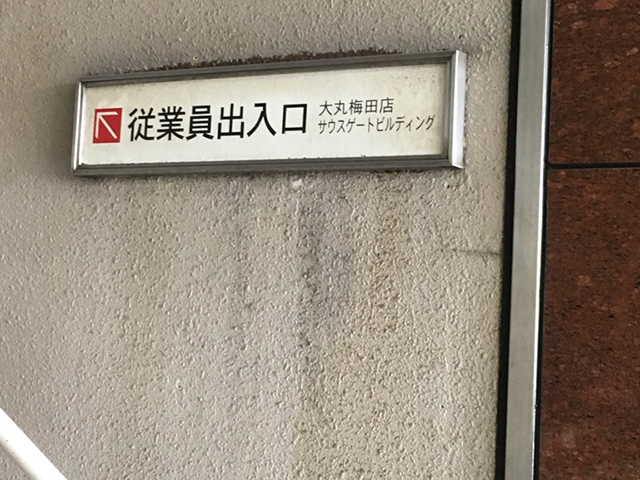 従業員出入口
大丸梅田店
サウスゲートビルディング